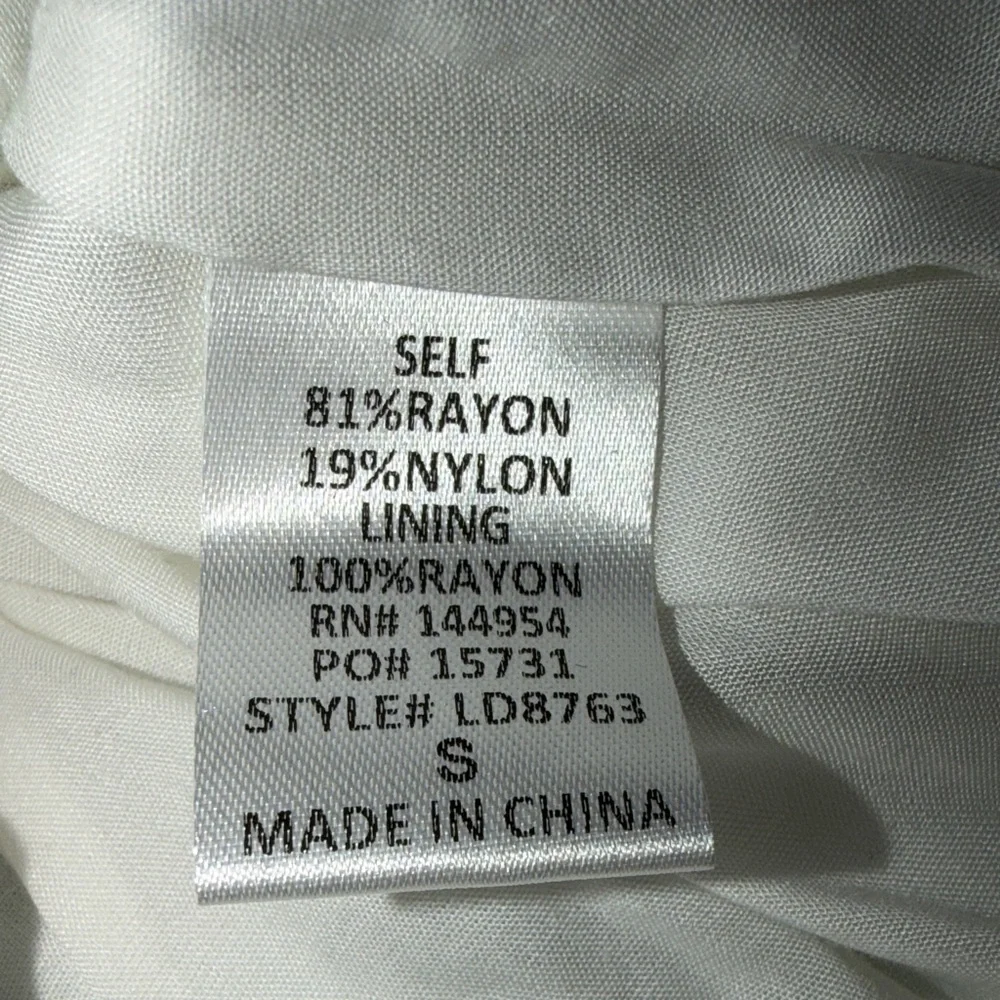 SELF
81%RAYON
19%NYLON
LINING
100%RAYON
RN# 144954
PO# 15731
STYLE# LD8763
S
MADE IN CHINA